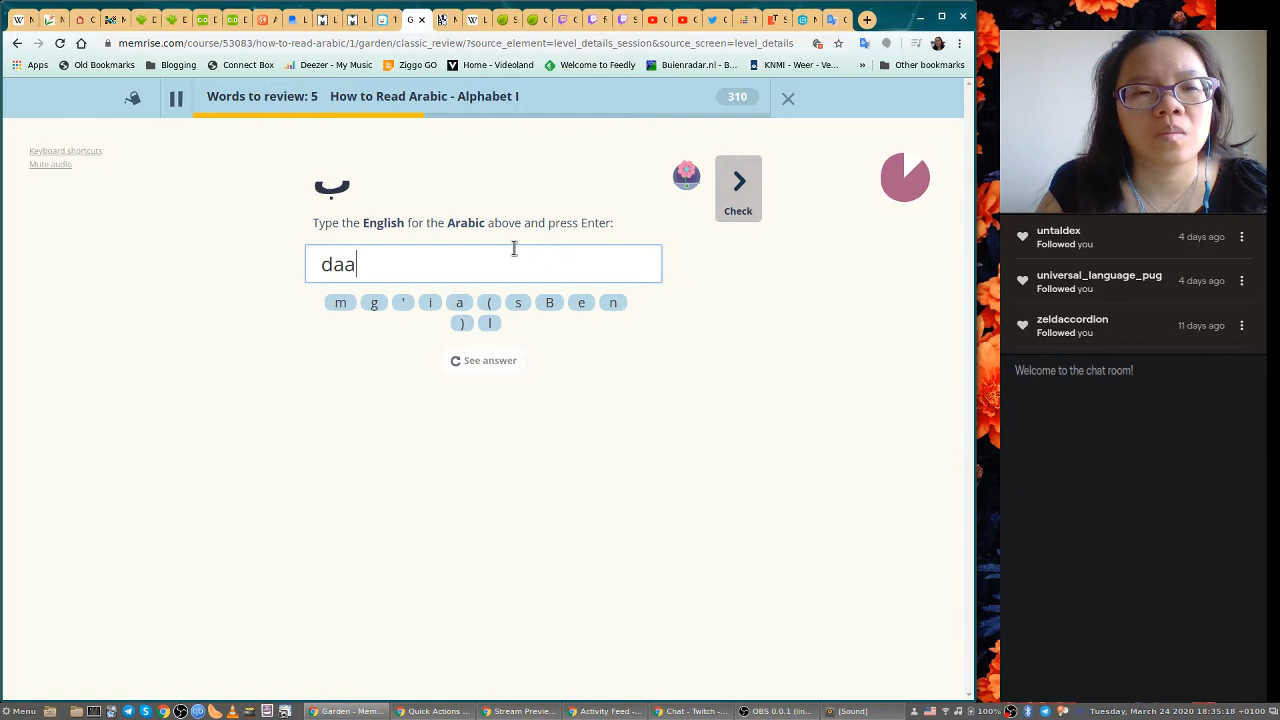 memrise.com/course/53083/how-to-read-arabic/1/garden/classic_review/?source_element=level_details_session&source_screen=level_details
Apps Old Bookmarks Blogging Connect Box Deezer - My Music Ziggo GO Home - Videoland Welcome to Feedly Buienradar.nl - B... KNMI - Weer - Ve... » Other bookmarks
Words to review: 5 How to Read Arabic - Alphabet I 310
Keyboard shortcuts
Mute audio
ب
Check
Type the English for the Arabic above and press Enter:
daa
m g ' i a ( s B e n
) l
See answer
untaldex 4 days ago
Followed you
universal_language_pug 4 days ago
Followed you
zeldaccordion 11 days ago
Followed you
Welcome to the chat room!
Menu Garden - Mem... Quick Actions ... Stream Previe... Activity Feed -... Chat - Twitch -... OBS 0.0.1 (lin... [Sound] 100% Tuesday, March 24 2020 18:35:18 +0100